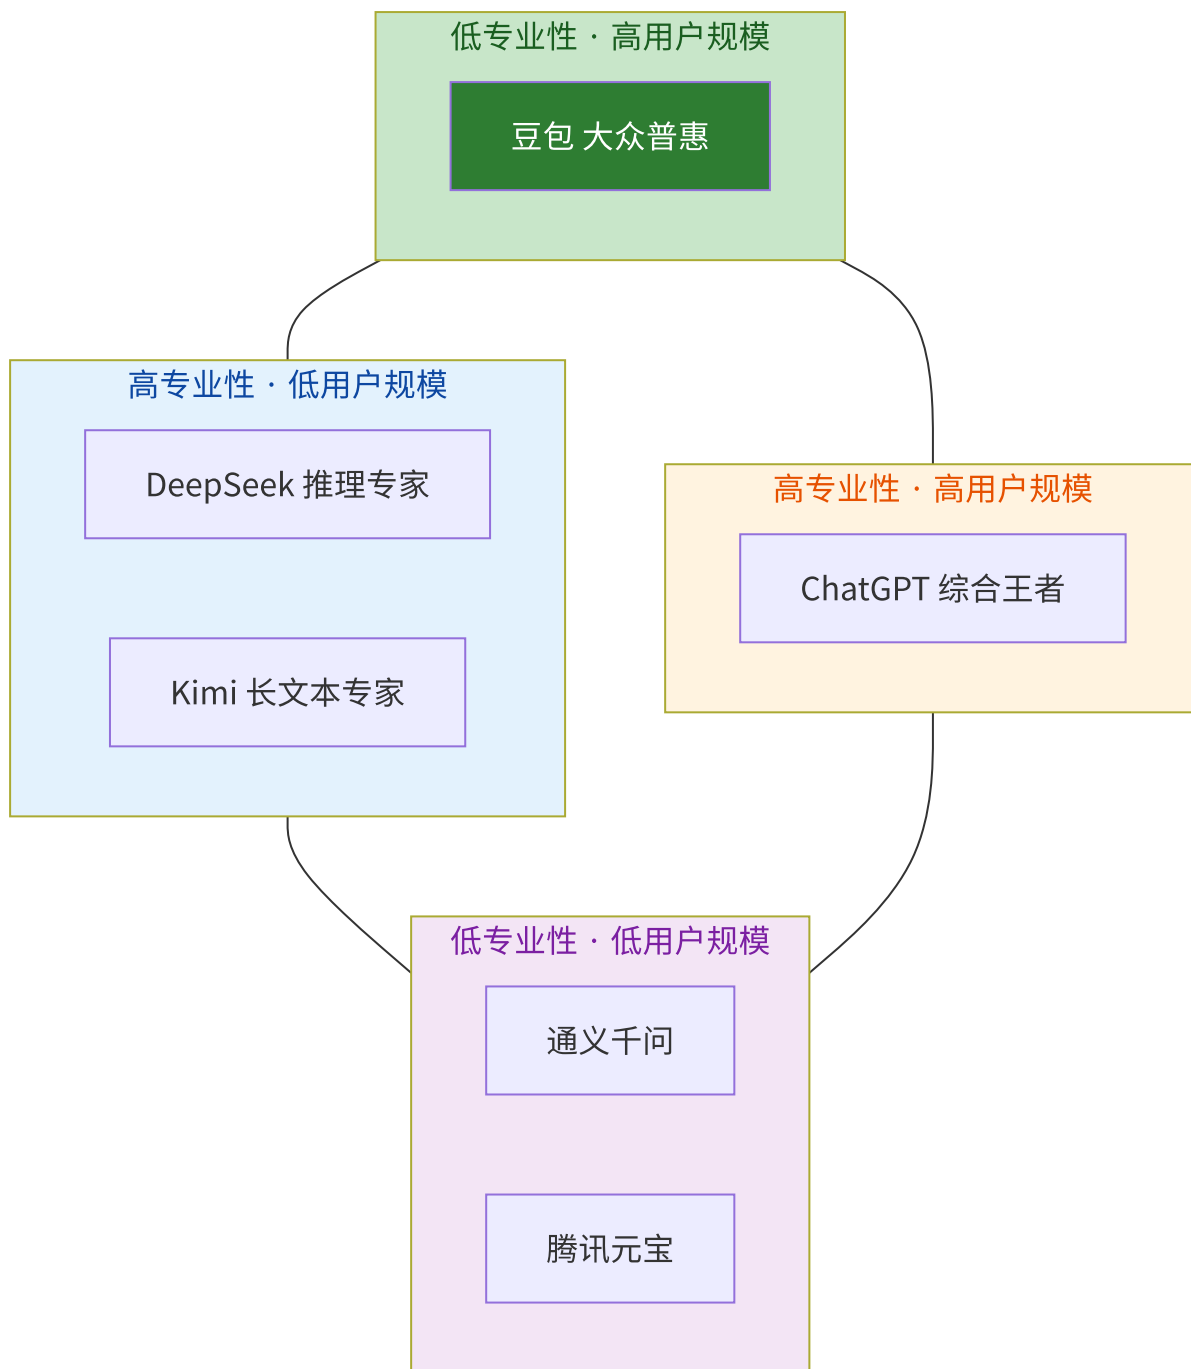 低专业性 · 高用户规模
豆包 大众普惠
高专业性 · 低用户规模
DeepSeek 推理专家
Kimi 长文本专家
高专业性 · 高用户规模
ChatGPT 综合王者
低专业性 · 低用户规模
通义千问
腾讯元宝